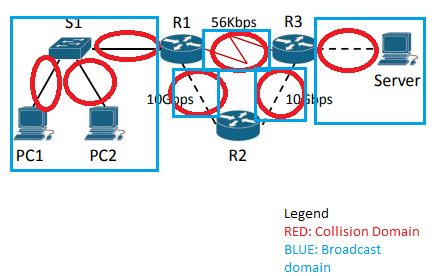 S1
R1
56Kbps
R3
Server
10Gbps
10Gbps
PC1
PC2
R2
Legend
RED: Collision Domain
BLUE: Broadcast
domain